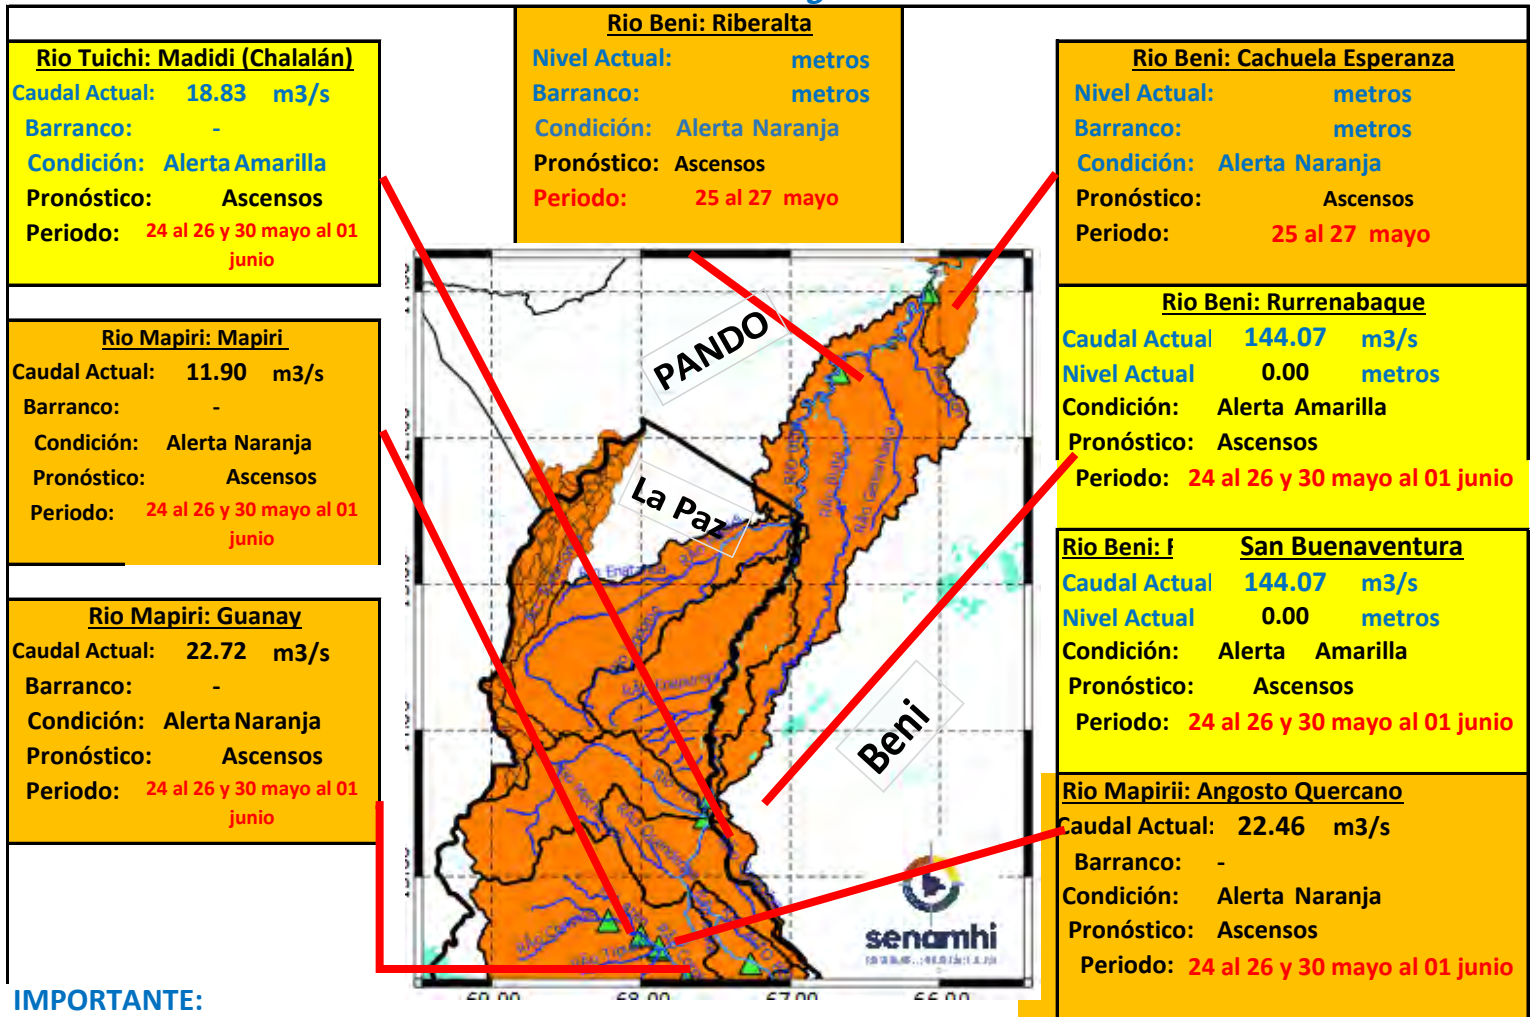 Rio Tuichi: Madidi (Chalalán)
Caudal Actual: 18.83 m3/s
Barranco: -
Condición: Alerta Amarilla
Pronóstico: Ascensos
Periodo: 24 al 26 y 30 mayo al 01
junio
Rio Mapiri: Mapiri
Caudal Actual: 11.90 m3/s
Barranco: -
Condición: Alerta Naranja
Pronóstico: Ascensos
Periodo: 24 al 26 y 30 mayo al 01
junio
Rio Mapiri: Guanay
Caudal Actual: 22.72 m3/s
Barranco: -
Condición: Alerta Naranja
Pronóstico: Ascensos
Periodo: 24 al 26 y 30 mayo al 01
junio
Rio Beni: Riberalta
Nivel Actual: metros
Barranco: metros
Condición: Alerta Naranja
Pronóstico: Ascensos
Periodo: 25 al 27 mayo
PANDO
La Paz
Beni
senamhi
69.00 68.00 67.00 66.00
Rio Beni: Cachuela Esperanza
Nivel Actual: metros
Barranco: metros
Condición: Alerta Naranja
Pronóstico: Ascensos
Periodo: 25 al 27 mayo
Rio Beni: Rurrenabaque
Caudal Actual 144.07 m3/s
Nivel Actual 0.00 metros
Condición: Alerta Amarilla
Pronóstico: Ascensos
Periodo: 24 al 26 y 30 mayo al 01 junio
Rio Beni: San Buenaventura
Caudal Actual 144.07 m3/s
Nivel Actual 0.00 metros
Condición: Alerta Amarilla
Pronóstico: Ascensos
Periodo: 24 al 26 y 30 mayo al 01 junio
Rio Mapirii: Angosto Quercano
Caudal Actual: 22.46 m3/s
Barranco: -
Condición: Alerta Naranja
Pronóstico: Ascensos
Periodo: 24 al 26 y 30 mayo al 01 junio
IMPORTANTE: